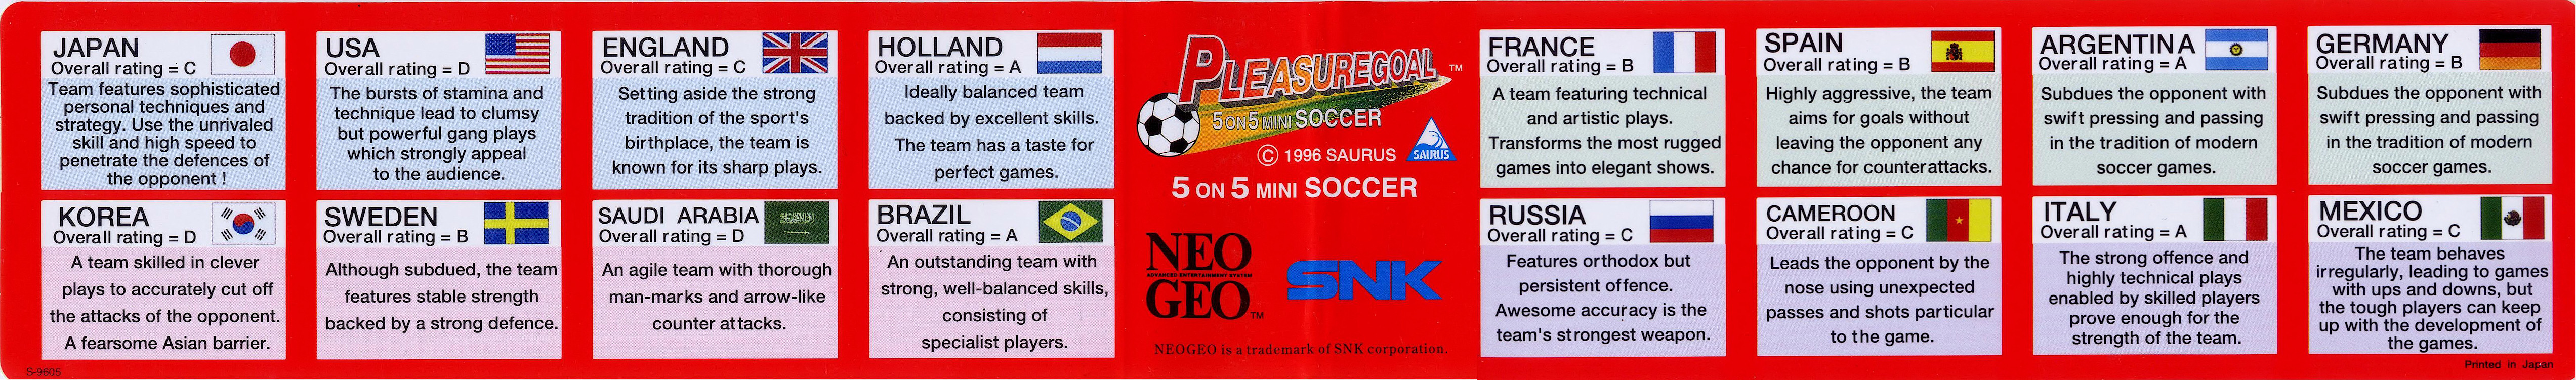 JAPAN
Overall rating = C
Team features sophisticated
personal techniques and
strategy. Use the unrivaled
skill and high speed to
penetrate the defences of
the opponent !
USA
Overall rating = D
The bursts of stamina and
technique lead to clumsy
but powerful gang plays
which strongly appeal
to the audience.
ENGLAND
Overall rating = C
Setting aside the strong
tradition of the sport's
birthplace, the team is
known for its sharp plays.
HOLLAND
Overall rating = A
Ideally balanced team
backed by excellent skills.
The team has a taste for
perfect games.
KOREA
Overall rating = D
A team skilled in clever
plays to accurately cut off
the attacks of the opponent.
A fearsome Asian barrier.
SWEDEN
Overall rating = B
Although subdued, the team
features stable strength
backed by a strong defence.
SAUDI ARABIA
Overall rating = D
An agile team with thorough
man-marks and arrow-like
counter attacks.
BRAZIL
Overall rating = A
An outstanding team with
strong, well-balanced skills,
consisting of
specialist players.
S-9605
PLEASUREGOAL TM
5 ON 5 MINI SOCCER
© 1996 SAURUS
SAURUS
5 ON 5 MINI SOCCER
NEO
ADVANCED ENTERTAINMENT SYSTEM
GEO TM
SNK
NEOGEO is a trademark of SNK corporation.
FRANCE
Overall rating = B
A team featuring technical
and artistic plays.
Transforms the most rugged
games into elegant shows.
SPAIN
Overall rating = B
Highly aggressive, the team
aims for goals without
leaving the opponent any
chance for counterattacks.
ARGENTINA
Overall rating = A
Subdues the opponent with
swift pressing and passing
in the tradition of modern
soccer games.
GERMANY
Overall rating = B
Subdues the opponent with
swift pressing and passing
in the tradition of modern
soccer games.
RUSSIA
Overall rating = C
Features orthodox but
persistent offence.
Awesome accuracy is the
team's strongest weapon.
CAMEROON
Overall rating = C
Leads the opponent by the
nose using unexpected
passes and shots particular
to the game.
ITALY
Overall rating = A
The strong offence and
highly technical plays
enabled by skilled players
prove enough for the
strength of the team.
MEXICO
Overall rating = C
The team behaves
irregularly, leading to games
with ups and downs, but
the tough players can keep
up with the development of
the games.
Printed in Japan